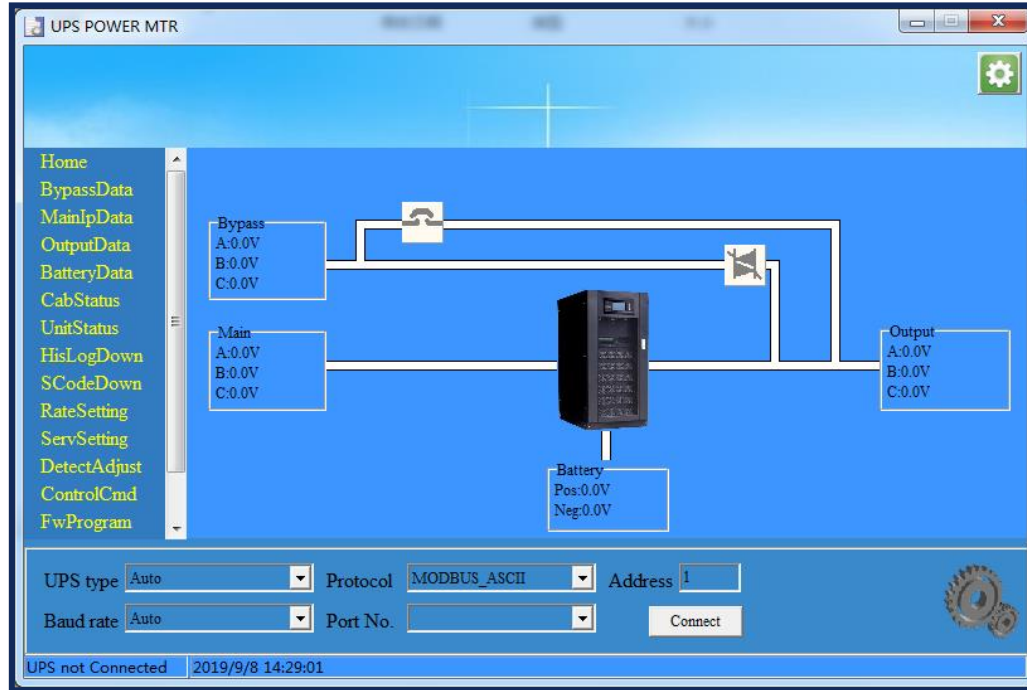 UPS POWER MTR
Home
BypassData
MainIpData
OutputData
BatteryData
CabStatus
UnitStatus
HisLogDown
SCodeDown
RateSetting
ServSetting
DetectAdjust
ControlCmd
FwProgram
Bypass
A:0.0V
B:0.0V
C:0.0V
Main
A:0.0V
B:0.0V
C:0.0V
Output
A:0.0V
B:0.0V
C:0.0V
Battery
Pos:0.0V
Neg:0.0V
UPS type Auto Protocol MODBUS_ASCII Address 1
Baud rate Auto Port No. Connect
UPS not Connected 2019/9/8 14:29:01